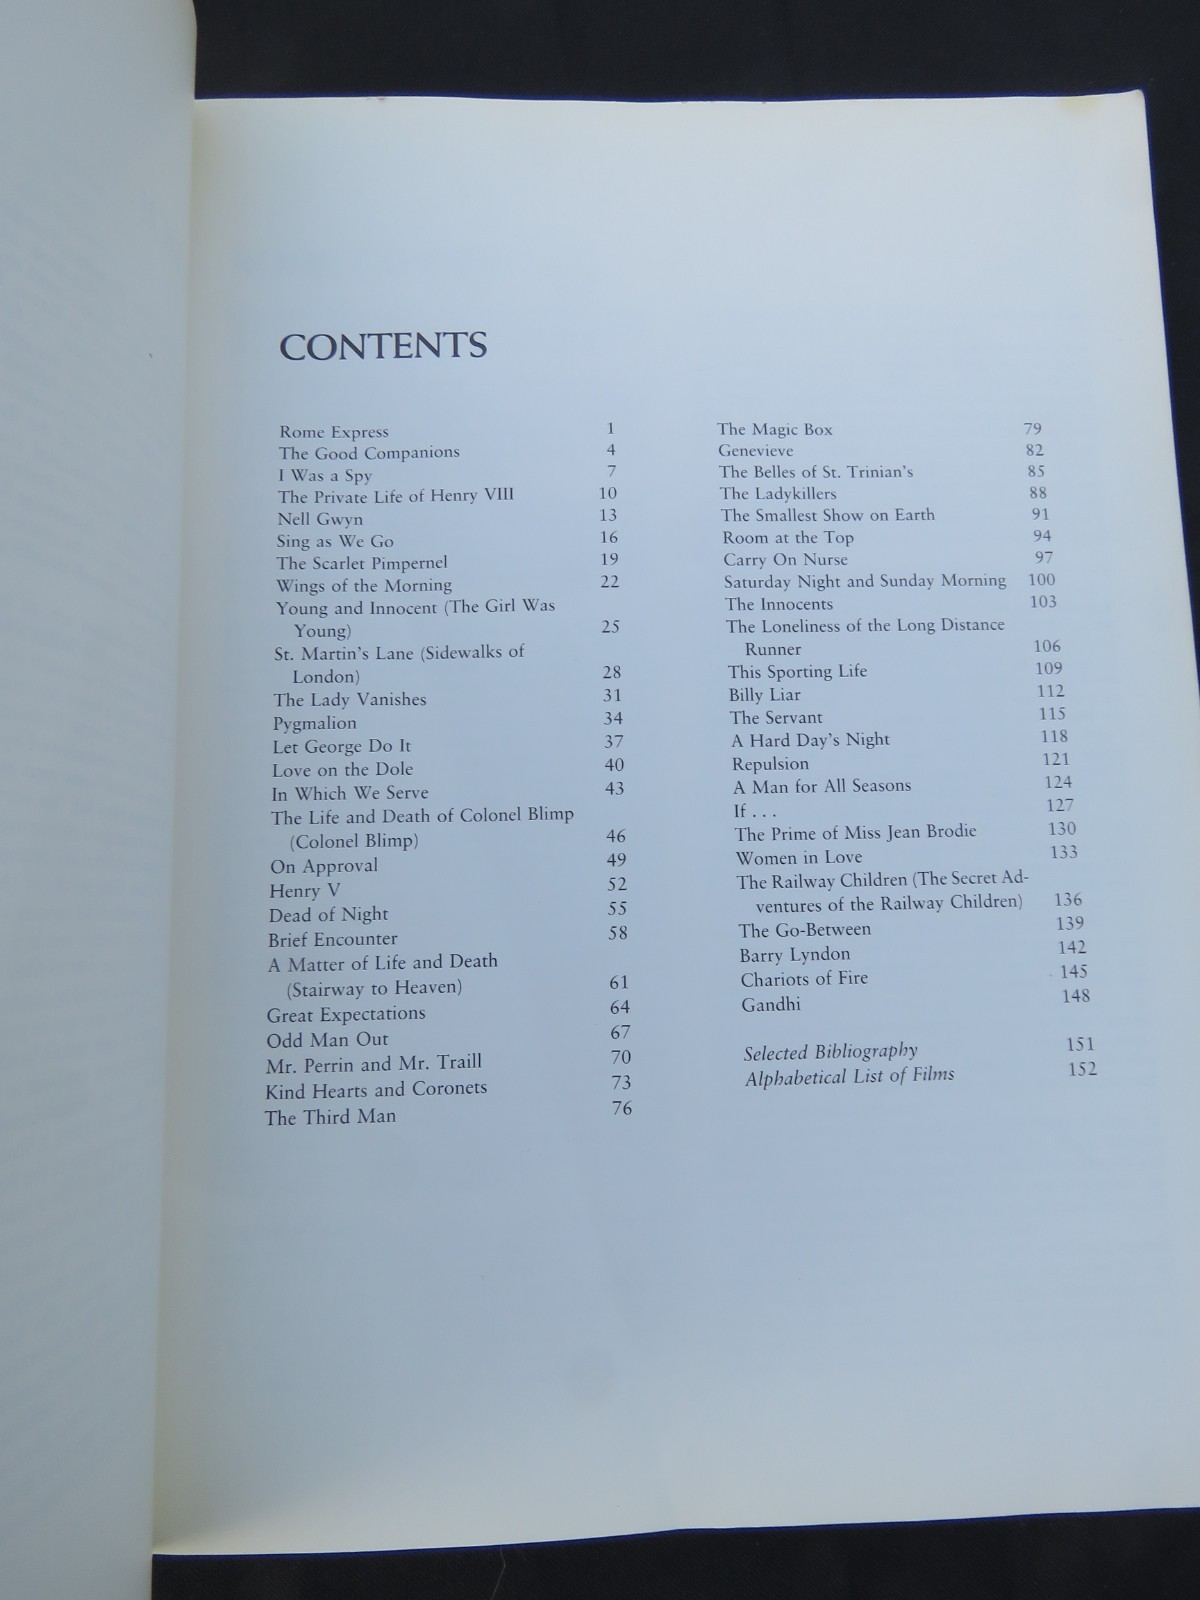 CONTENTS
Rome Express 1
The Good Companions 4
I Was a Spy 7
The Private Life of Henry VIII 10
Nell Gwyn 13
Sing as We Go 16
The Scarlet Pimpernel 19
Wings of the Morning 22
Young and Innocent (The Girl Was
Young) 25
St. Martin's Lane (Sidewalks of
London) 28
The Lady Vanishes 31
Pygmalion 34
Let George Do It 37
Love on the Dole 40
In Which We Serve 43
The Life and Death of Colonel Blimp
(Colonel Blimp) 46
On Approval 49
Henry V 52
Dead of Night 55
Brief Encounter 58
A Matter of Life and Death
(Stairway to Heaven) 61
Great Expectations 64
Odd Man Out 67
Mr. Perrin and Mr. Traill 70
Kind Hearts and Coronets 73
The Third Man 76
The Magic Box 79
Genevieve 82
The Belles of St. Trinian's 85
The Ladykillers 88
The Smallest Show on Earth 91
Room at the Top 94
Carry On Nurse 97
Saturday Night and Sunday Morning 100
The Innocents 103
The Loneliness of the Long Distance
Runner 106
This Sporting Life 109
Billy Liar 112
The Servant 115
A Hard Day's Night 118
Repulsion 121
A Man for All Seasons 124
If . . . 127
The Prime of Miss Jean Brodie 130
Women in Love 133
The Railway Children (The Secret Ad-
ventures of the Railway Children) 136
The Go-Between 139
Barry Lyndon 142
Chariots of Fire 145
Gandhi 148
Selected Bibliography 151
Alphabetical List of Films 152